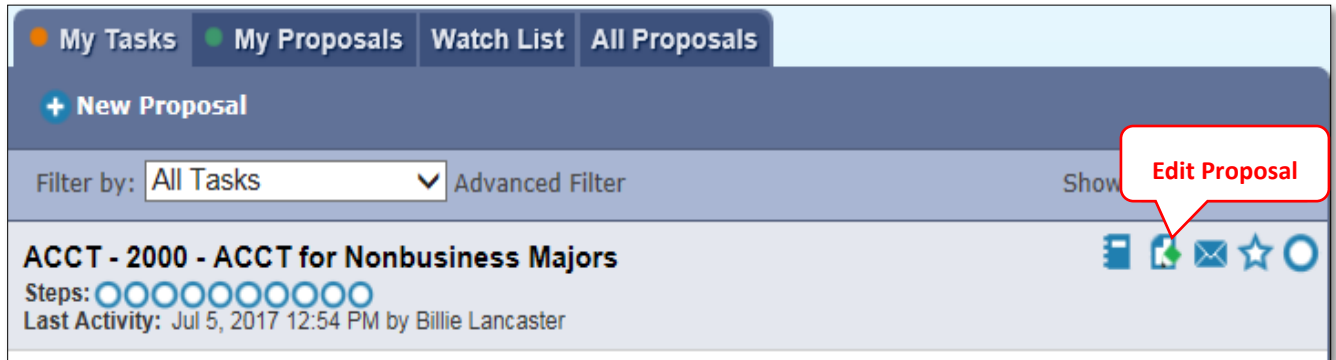 My Tasks My Proposals Watch List All Proposals
New Proposal
Filter by: All Tasks Advanced Filter Show
Edit Proposal
ACCT - 2000 - ACCT for Nonbusiness Majors
Steps:
Last Activity: Jul 5, 2017 12:54 PM by Billie Lancaster